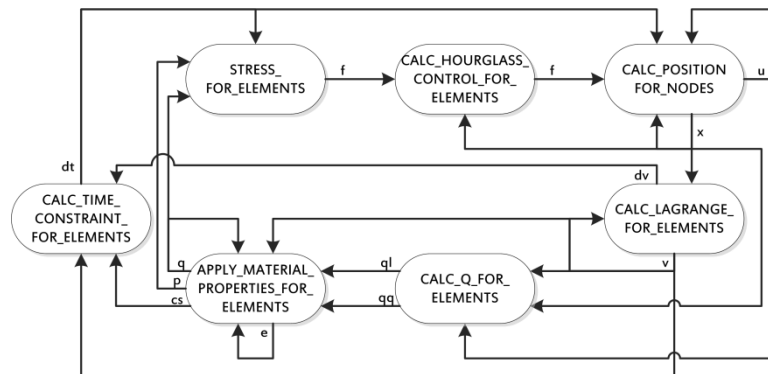 STRESS_
FOR_ELEMENTS
f
CALC_HOURGLASS_
CONTROL_FOR_
ELEMENTS
f
CALC_POSITION
FOR_NODES
u
x
dt
dv
CALC_TIME_
CONSTRAINT_
FOR_ELEMENTS
CALC_LAGRANGE_
FOR_ELEMENTS
q
p
cs
APPLY_MATERIAL_
PROPERTIES_FOR_
ELEMENTS
e
ql
qq
CALC_Q_FOR_
ELEMENTS
v